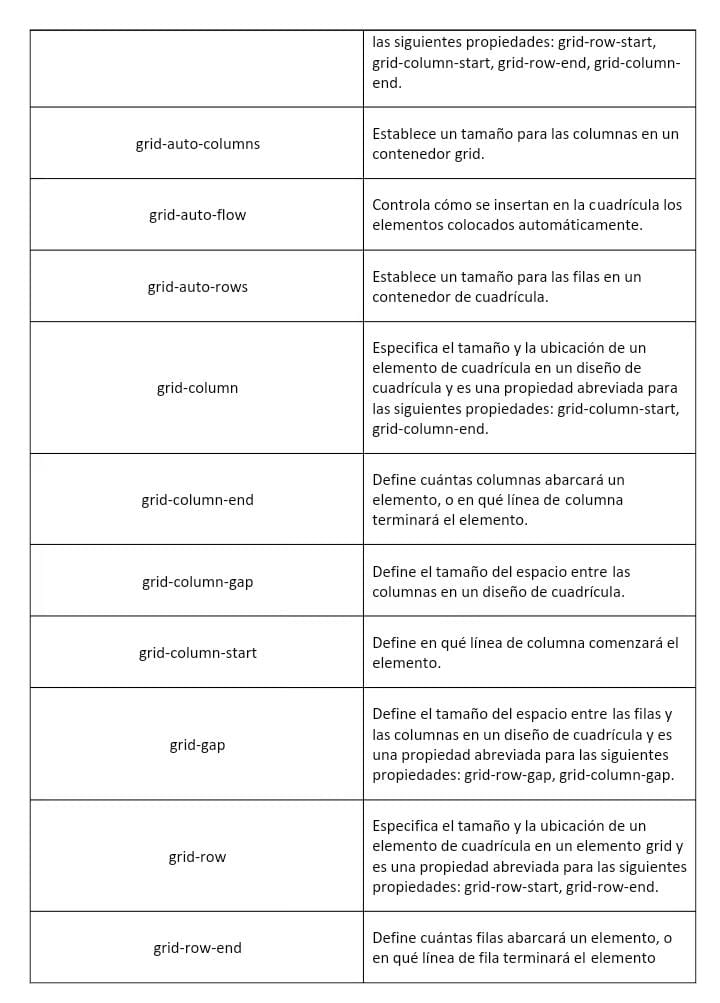 las siguientes propiedades: grid-row-start,
grid-column-start, grid-row-end, grid-column-
end.
grid-auto-columns
Establece un tamaño para las columnas en un
contenedor grid.
grid-auto-flow
Controla cómo se insertan en la cuadrícula los
elementos colocados automáticamente.
grid-auto-rows
Establece un tamaño para las filas en un
contenedor de cuadrícula.
grid-column
Especifica el tamaño y la ubicación de un
elemento de cuadrícula en un diseño de
cuadrícula y es una propiedad abreviada para
las siguientes propiedades: grid-column-start,
grid-column-end.
grid-column-end
Define cuántas columnas abarcará un
elemento, o en qué línea de columna
terminará el elemento.
grid-column-gap
Define el tamaño del espacio entre las
columnas en un diseño de cuadrícula.
grid-column-start
Define en qué línea de columna comenzará el
elemento.
grid-gap
Define el tamaño del espacio entre las filas y
las columnas en un diseño de cuadrícula y es
una propiedad abreviada para las siguientes
propiedades: grid-row-gap, grid-column-gap.
grid-row
Especifica el tamaño y la ubicación de un
elemento de cuadrícula en un elemento grid y
es una propiedad abreviada para las siguientes
propiedades: grid-row-start, grid-row-end.
grid-row-end
Define cuántas filas abarcará un elemento, o
en qué línea de fila terminará el elemento